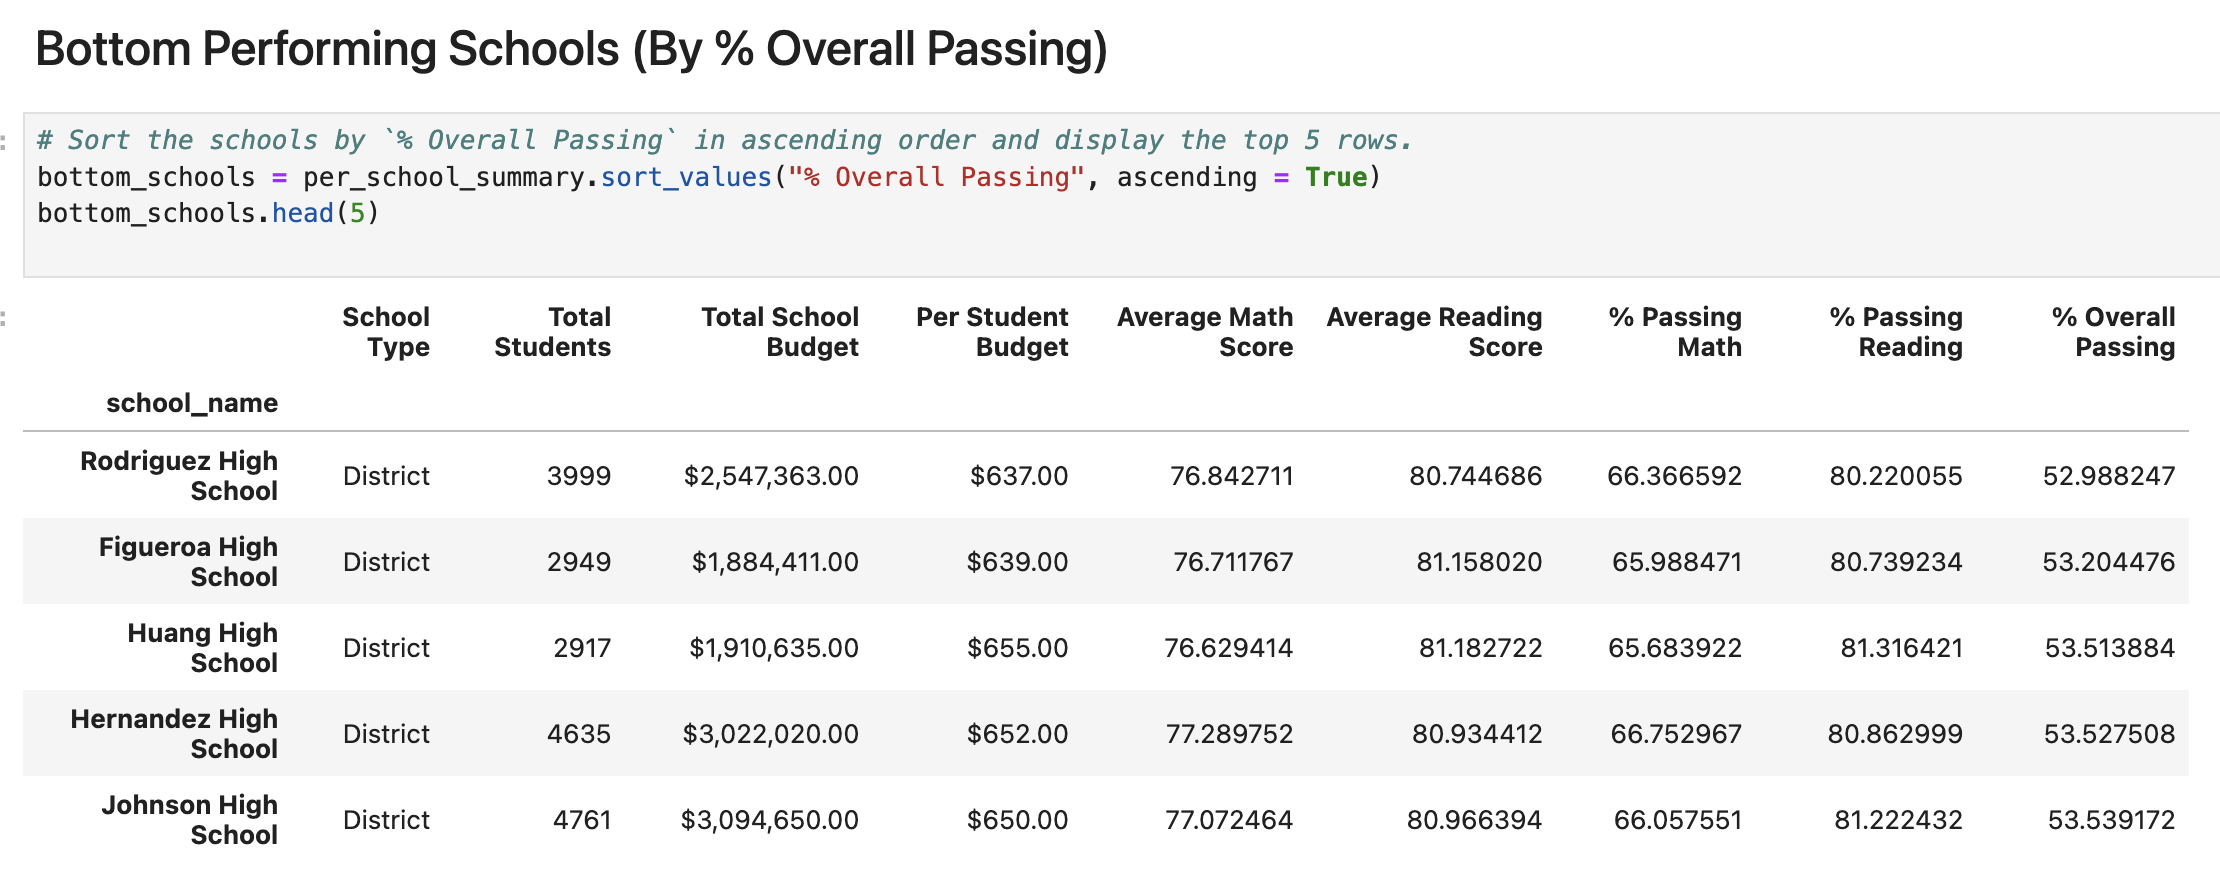 Bottom Performing Schools (By % Overall Passing)
# Sort the schools by `% Overall Passing` in ascending order and display the top 5 rows.
bottom_schools = per_school_summary.sort_values("% Overall Passing", ascending = True)
bottom_schools.head(5)
School Type Total Students Total School Budget Per Student Budget Average Math Score Average Reading Score % Passing Math % Passing Reading % Overall Passing
school_name
Rodriguez High School District 3999 $2,547,363.00 $637.00 76.842711 80.744686 66.366592 80.220055 52.988247
Figueroa High School District 2949 $1,884,411.00 $639.00 76.711767 81.158020 65.988471 80.739234 53.204476
Huang High School District 2917 $1,910,635.00 $655.00 76.629414 81.182722 65.683922 81.316421 53.513884
Hernandez High School District 4635 $3,022,020.00 $652.00 77.289752 80.934412 66.752967 80.862999 53.527508
Johnson High School District 4761 $3,094,650.00 $650.00 77.072464 80.966394 66.057551 81.222432 53.539172